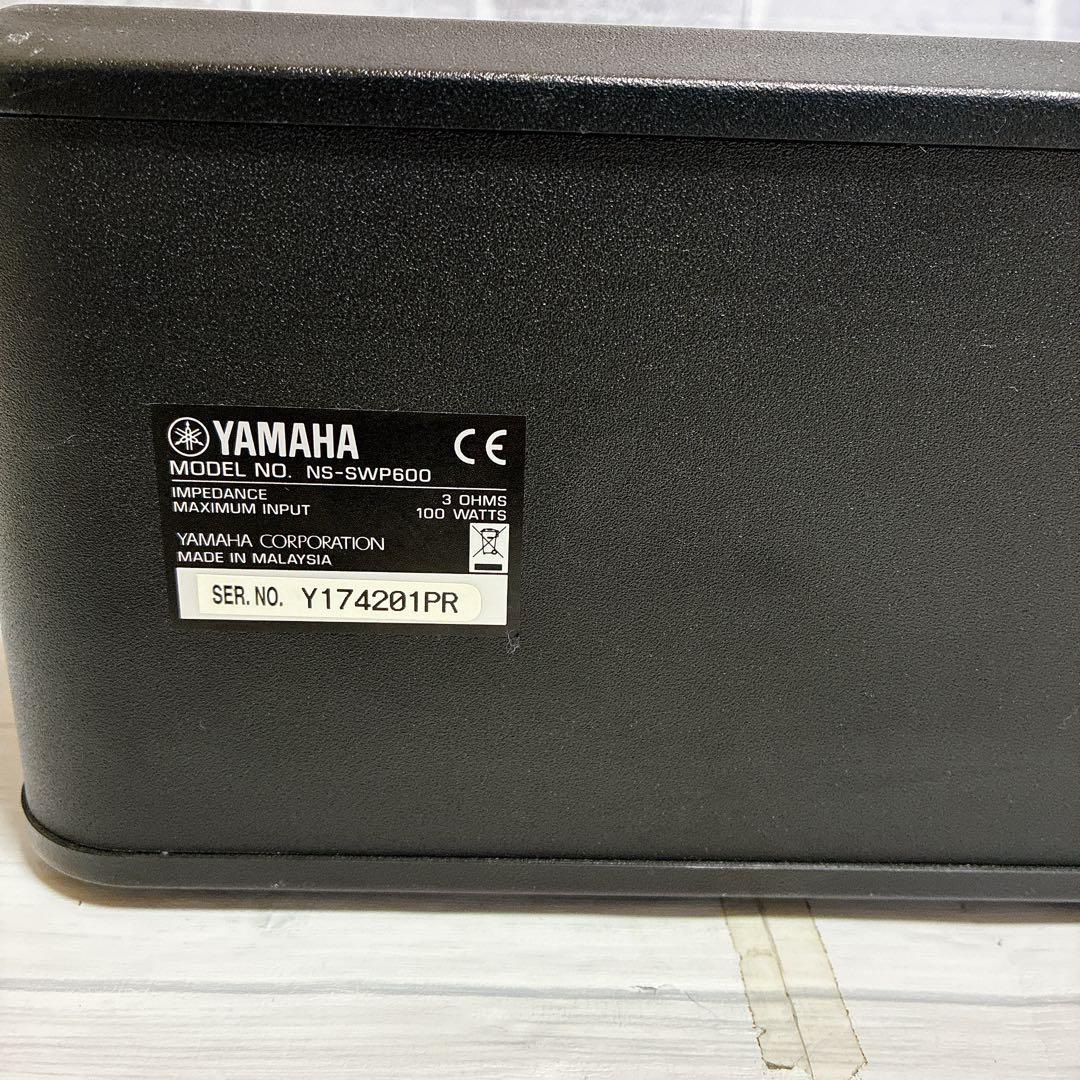 YAMAHA CE
MODEL NO. NS-SWP600
IMPEDANCE 3 OHMS
MAXIMUM INPUT 100 WATTS
YAMAHA CORPORATION
MADE IN MALAYSIA
SER. NO. Y174201PR